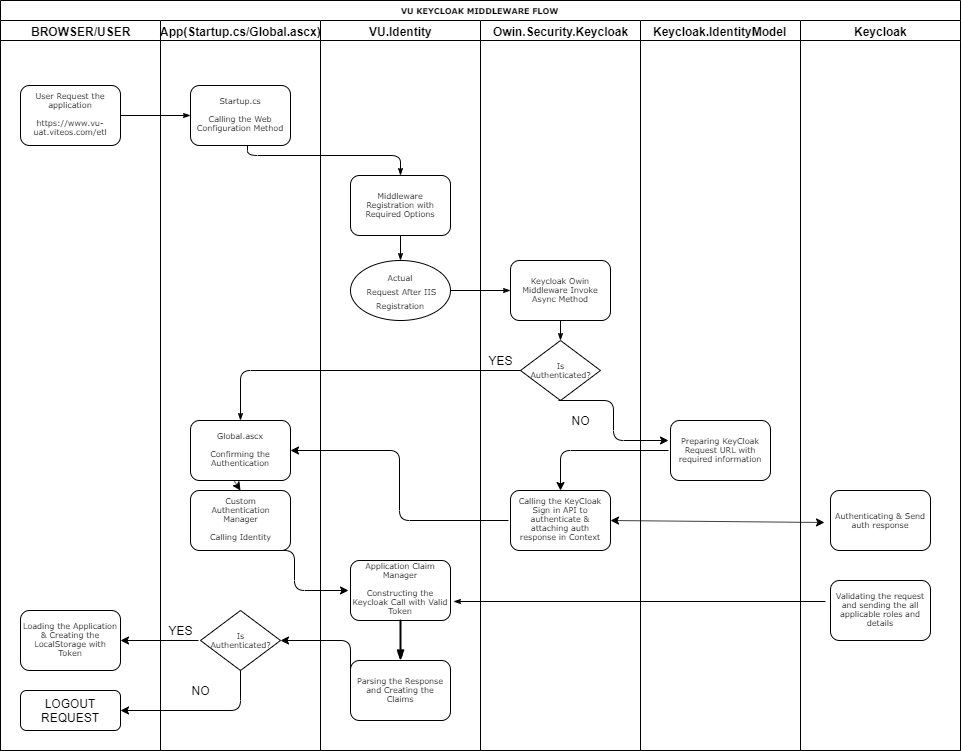 VU KEYCLOAK MIDDLEWARE FLOW
BROWSER/USER
App(Startup.cs/Global.ascx)
VU.Identity
Owin.Security.Keycloak
Keycloak.IdentityModel
Keycloak
User Request the
application
https://www.vu-
uat.viteos.com/etl
Startup.cs
Calling the Web
Configuration Method
Middleware
Registration with
Required Options
Actual
Request After IIS
Registration
Keycloak Owin
Middleware Invoke
Async Method
Is
Authenticated?
YES
NO
Global.ascx
Confirming the
Authentication
Preparing KeyCloak
Request URL with
required information
Custom
Authentication
Manager
Calling Identity
Calling the KeyCloak
Sign in API to
authenticate &
attaching auth
response in Context
Authenticating & Send
auth response
Application Claim
Manager
Constructing the
Keycloak Call with Valid
Token
Validating the request
and sending the all
applicable roles and
details
Loading the Application
& Creating the
LocalStorage with
Token
YES
Is
Authenticated?
NO
Parsing the Response
and Creating the
Claims
LOGOUT
REQUEST